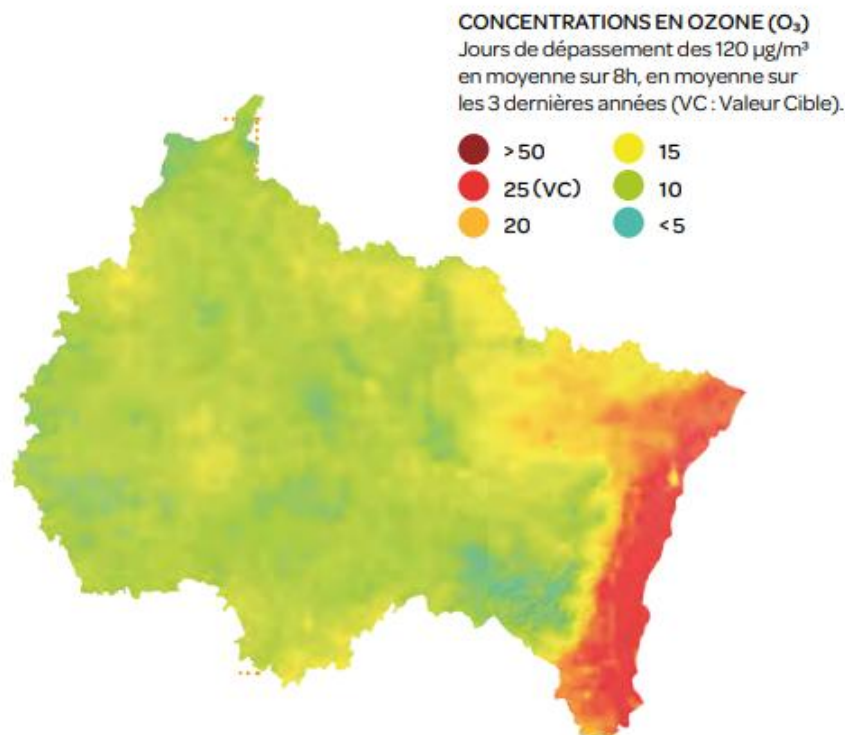 CONCENTRATIONS EN OZONE (O₃)
Jours de dépassement des 120 µg/m³
en moyenne sur 8h, en moyenne sur
les 3 dernières années (VC : Valeur Cible).
>50
25 (VC)
20
15
10
<5